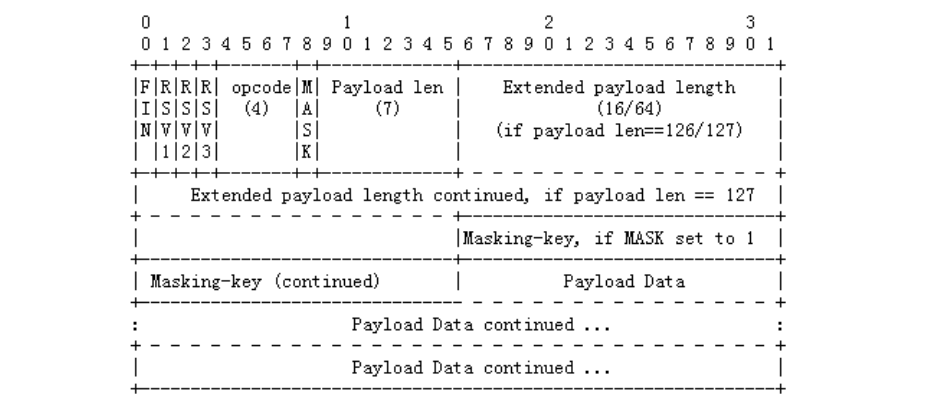 0                   1                   2                   3
 0 1 2 3 4 5 6 7 8 9 0 1 2 3 4 5 6 7 8 9 0 1 2 3 4 5 6 7 8 9 0 1
+-+-+-+-+-------+-+-------------+-------------------------------+
|F|R|R|R| opcode|M| Payload len |    Extended payload length    |
|I|S|S|S|  (4)  |A|     (7)     |            (16/64)            |
|N|V|V|V|       |S|             |   (if payload len==126/127)   |
| |1|2|3|       |K|             |                               |
+-+-+-+-+-------+-+-------------+ - - - - - - - - - - - - - - - +
|     Extended payload length continued, if payload len == 127  |
+ - - - - - - - - - - - - - - - +-------------------------------+
|                               |Masking-key, if MASK set to 1  |
+-------------------------------+-------------------------------+
| Masking-key (continued)       |          Payload Data         |
+-------------------------------- - - - - - - - - - - - - - - - +
:                     Payload Data continued ...                :
+ - - - - - - - - - - - - - - - - - - - - - - - - - - - - - - - +
|                     Payload Data continued ...                |
+---------------------------------------------------------------+